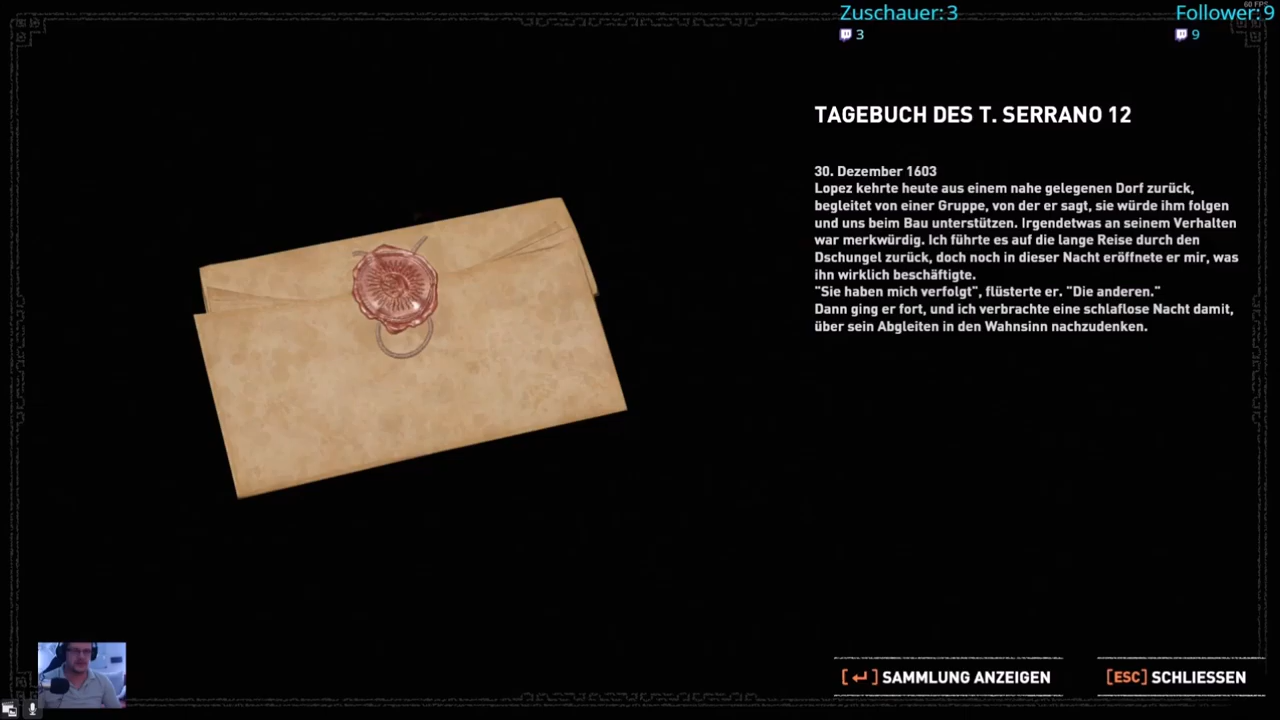 Zuschauer: 3
Follower: 9
60 FPS
3
9
TAGEBUCH DES T. SERRANO 12
30. Dezember 1603
Lopez kehrte heute aus einem nahe gelegenen Dorf zurück,
begleitet von einer Gruppe, von der er sagt, sie würde ihm folgen
und uns beim Bau unterstützen. Irgendetwas an seinem Verhalten
war merkwürdig. Ich führte es auf die lange Reise durch den
Dschungel zurück, doch noch in dieser Nacht eröffnete er mir, was
ihn wirklich beschäftigte.
"Sie haben mich verfolgt", flüsterte er. "Die anderen."
Dann ging er fort, und ich verbrachte eine schlaflose Nacht damit,
über sein Abgleiten in den Wahnsinn nachzudenken.
[↵] SAMMLUNG ANZEIGEN
[ESC] SCHLIESSEN